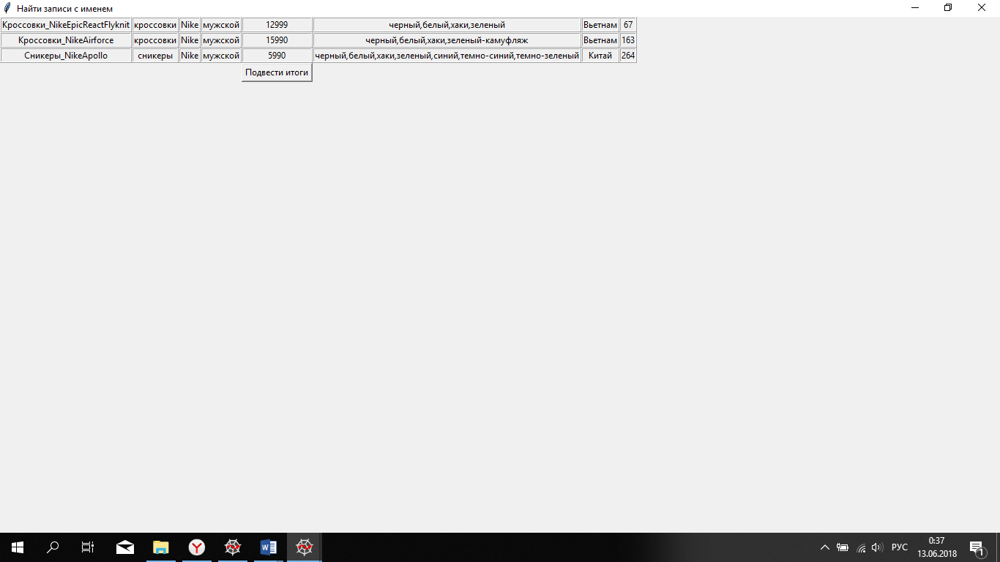 Найти записи с именем
Кроссовки_NikeEpicReactFlyknit кроссовки Nike мужской 12999 черный,белый,хаки,зеленый Вьетнам 67
Кроссовки_NikeAirforce кроссовки Nike мужской 15990 черный,белый,хаки,зеленый-камуфляж Вьетнам 163
Сникеры_NikeApollo сникеры Nike мужской 5990 черный,белый,хаки,зеленый,синий,темно-синий,темно-зеленый Китай 264
Подвести итоги
РУС
0:37
13.06.2018
1